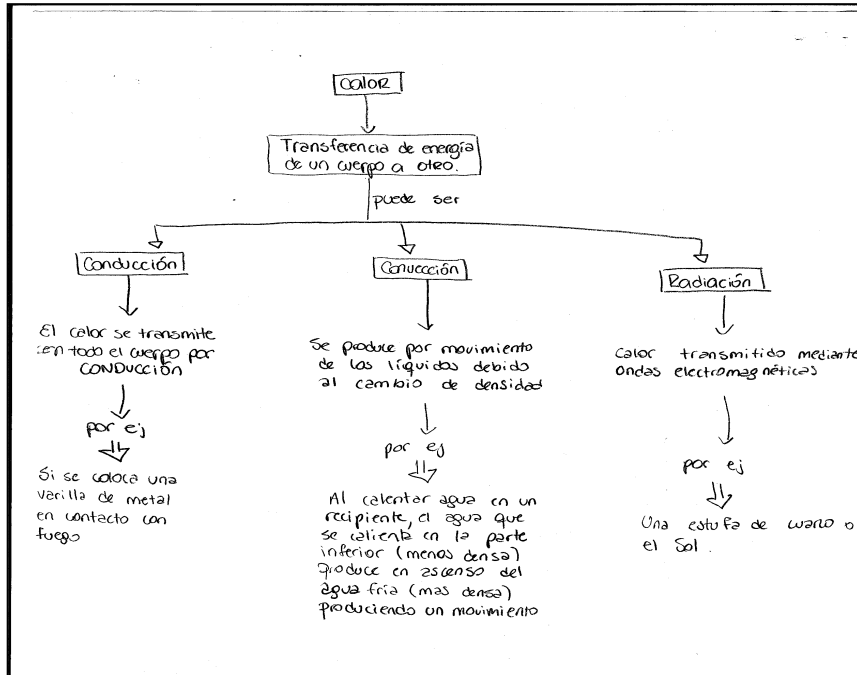 CALOR
Transferencia de energía
de un cuerpo a otro.
puede ser
Conducción
El calor se transmite
en todo el cuerpo por
CONDUCCIÓN
por ej
Si se coloca una
varilla de metal
en contacto con
fuego
Convección
Se produce por movimiento
de los líquidos debido
al cambio de densidad
por ej
Al calentar agua en un
recipiente, el agua que
se calienta en la parte
inferior (menos densa)
produce en ascenso del
agua fría (mas densa)
produciendo un movimiento
Radiación
Calor transmitido mediante
ondas electromagnéticas
por ej
Una estufa de cuarzo o
el Sol.